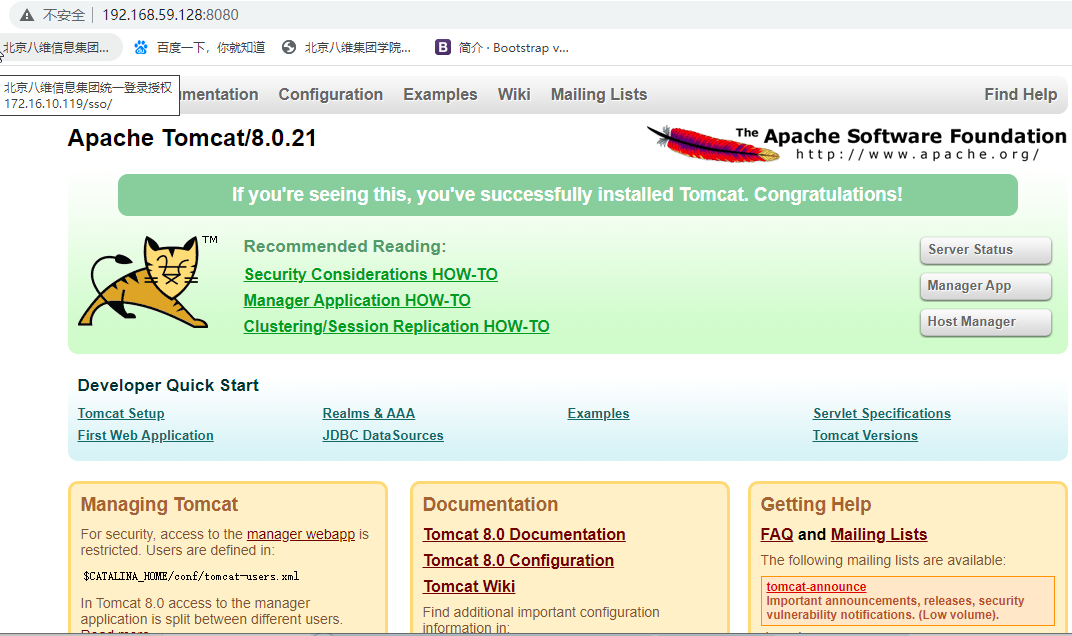 不安全 192.168.59.128:8080
北京八维信息集团... 百度一下，你就知道 北京八维集团学院... B 简介 · Bootstrap v...
北京八维信息集团统一登录授权
172.16.10.119/sso/
umentation Configuration Examples Wiki Mailing Lists Find Help
Apache Tomcat/8.0.21
The Apache Software Foundation
http://www.apache.org/
If you're seeing this, you've successfully installed Tomcat. Congratulations!
TM
Recommended Reading:
Security Considerations HOW-TO
Manager Application HOW-TO
Clustering/Session Replication HOW-TO
Server Status
Manager App
Host Manager
Developer Quick Start
Tomcat Setup
First Web Application
Realms & AAA
JDBC DataSources
Examples
Servlet Specifications
Tomcat Versions
Managing Tomcat
For security, access to the manager webapp is
restricted. Users are defined in:
$CATALINA_HOME/conf/tomcat-users.xml
In Tomcat 8.0 access to the manager
application is split between different users.
Read more
Documentation
Tomcat 8.0 Documentation
Tomcat 8.0 Configuration
Tomcat Wiki
Find additional important configuration
information in:
Getting Help
FAQ and Mailing Lists
The following mailing lists are available:
tomcat-announce
Important announcements, releases, security
vulnerability notifications. (Low volume).